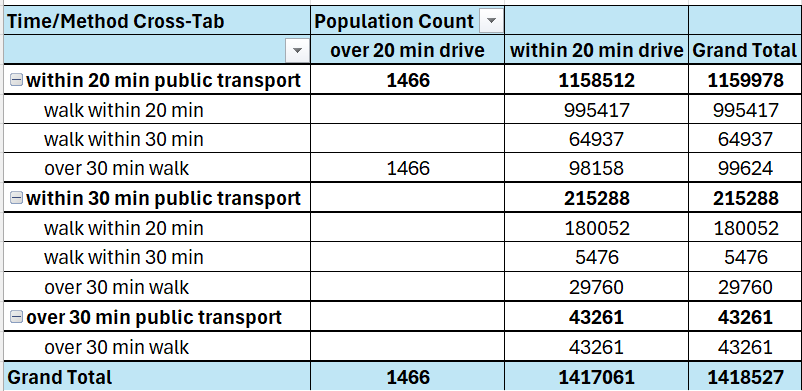 Time/Method Cross-Tab Population Count
over 20 min drive within 20 min drive Grand Total
within 20 min public transport 1466 1158512 1159978
walk within 20 min 995417 995417
walk within 30 min 64937 64937
over 30 min walk 1466 98158 99624
within 30 min public transport 215288 215288
walk within 20 min 180052 180052
walk within 30 min 5476 5476
over 30 min walk 29760 29760
over 30 min public transport 43261 43261
over 30 min walk 43261 43261
Grand Total 1466 1417061 1418527